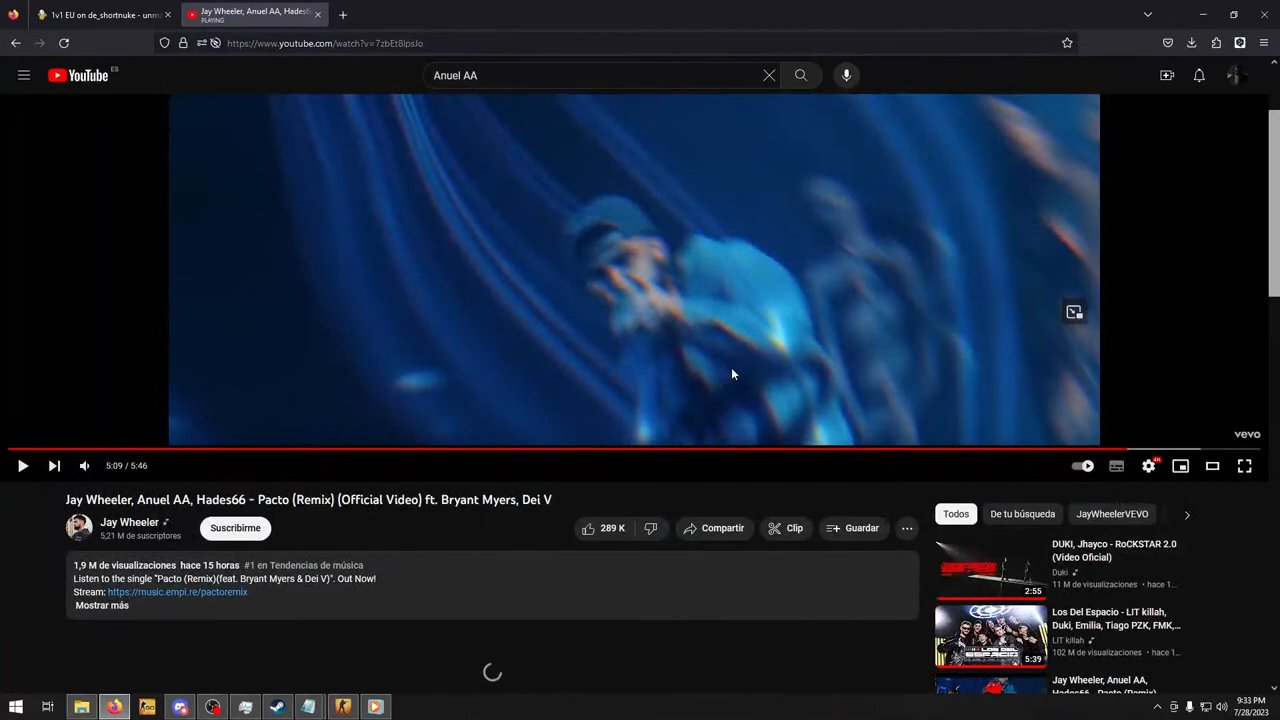 1v1 EU on de_shortnuke - unm
Jay Wheeler, Anuel AA, Hades6
PLAYING
https://www.youtube.com/watch?v=7zbEt8lpsJo
YouTube ES
Anuel AA
vevo
5:09 / 5:46
Jay Wheeler, Anuel AA, Hades66 - Pacto (Remix) (Official Video) ft. Bryant Myers, Dei V
Jay Wheeler
5,21 M de suscriptores
Suscribirme
289 K
Compartir
Clip
Guardar
1,9 M de visualizaciones hace 15 horas #1 en Tendencias de música
Listen to the single "Pacto (Remix)(feat. Bryant Myers & Dei V)". Out Now!
Stream: https://music.empi.re/pactoremix
Mostrar más
Todos
De tu búsqueda
JayWheelerVEVO
DUKI, Jhayco - RoCKSTAR 2.0
(Video Oficial)
Duki
11 M de visualizaciones · hace 1...
2:55
Los Del Espacio - LIT killah,
Duki, Emilia, Tiago PZK, FMK,...
LIT killah
102 M de visualizaciones · hace 1...
5:39
Jay Wheeler, Anuel AA,
Hades66 - Pacto (Remix)
9:33 PM
7/28/2023